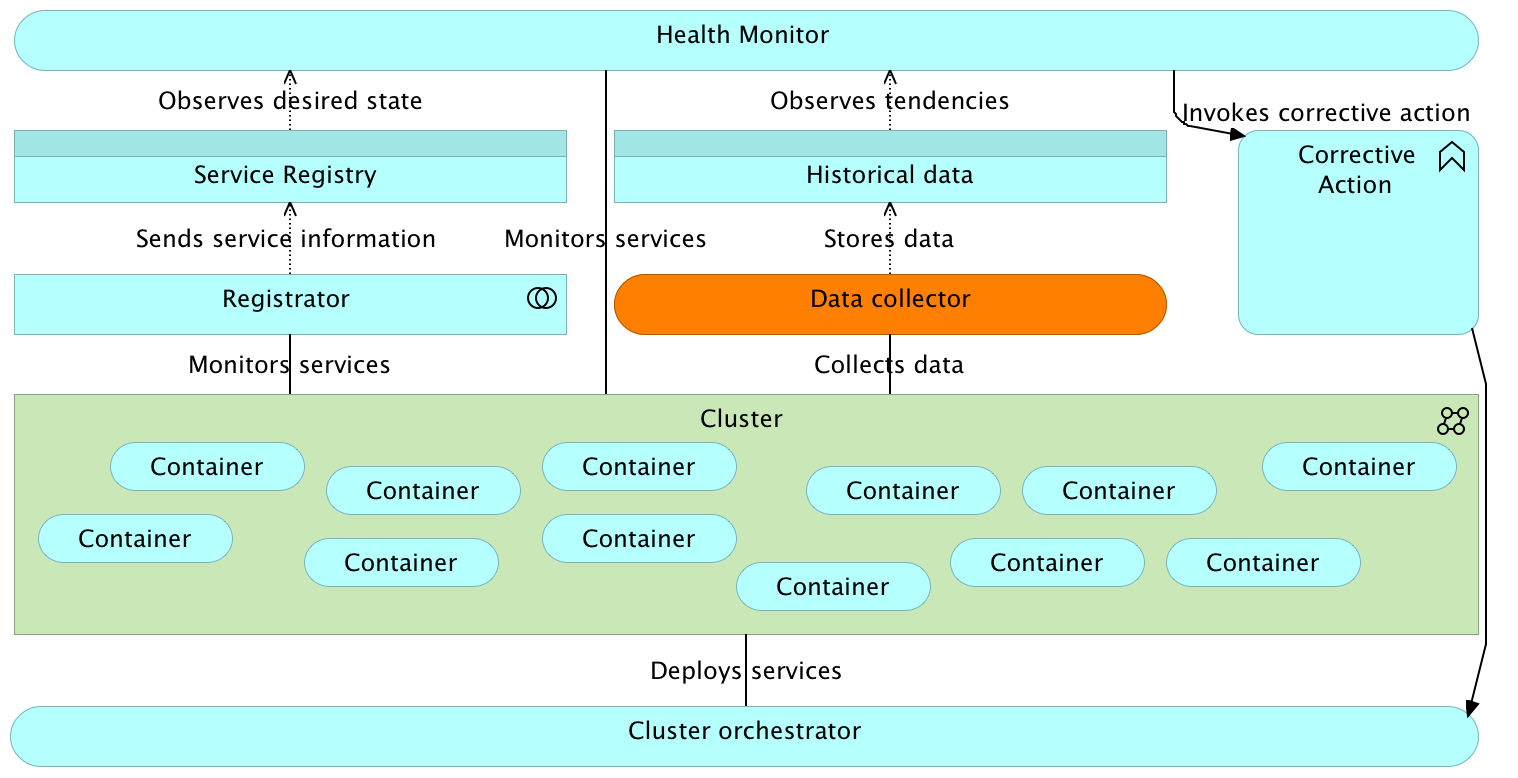 Health Monitor
Observes desired state
Observes tendencies
Invokes corrective action
Service Registry
Historical data
Corrective
Action
Sends service information
Monitors services
Stores data
Registrator
Data collector
Monitors services
Collects data
Cluster
Container
Container
Container
Container
Container
Container
Container
Container
Container
Container
Container
Container
Deploys services
Cluster orchestrator